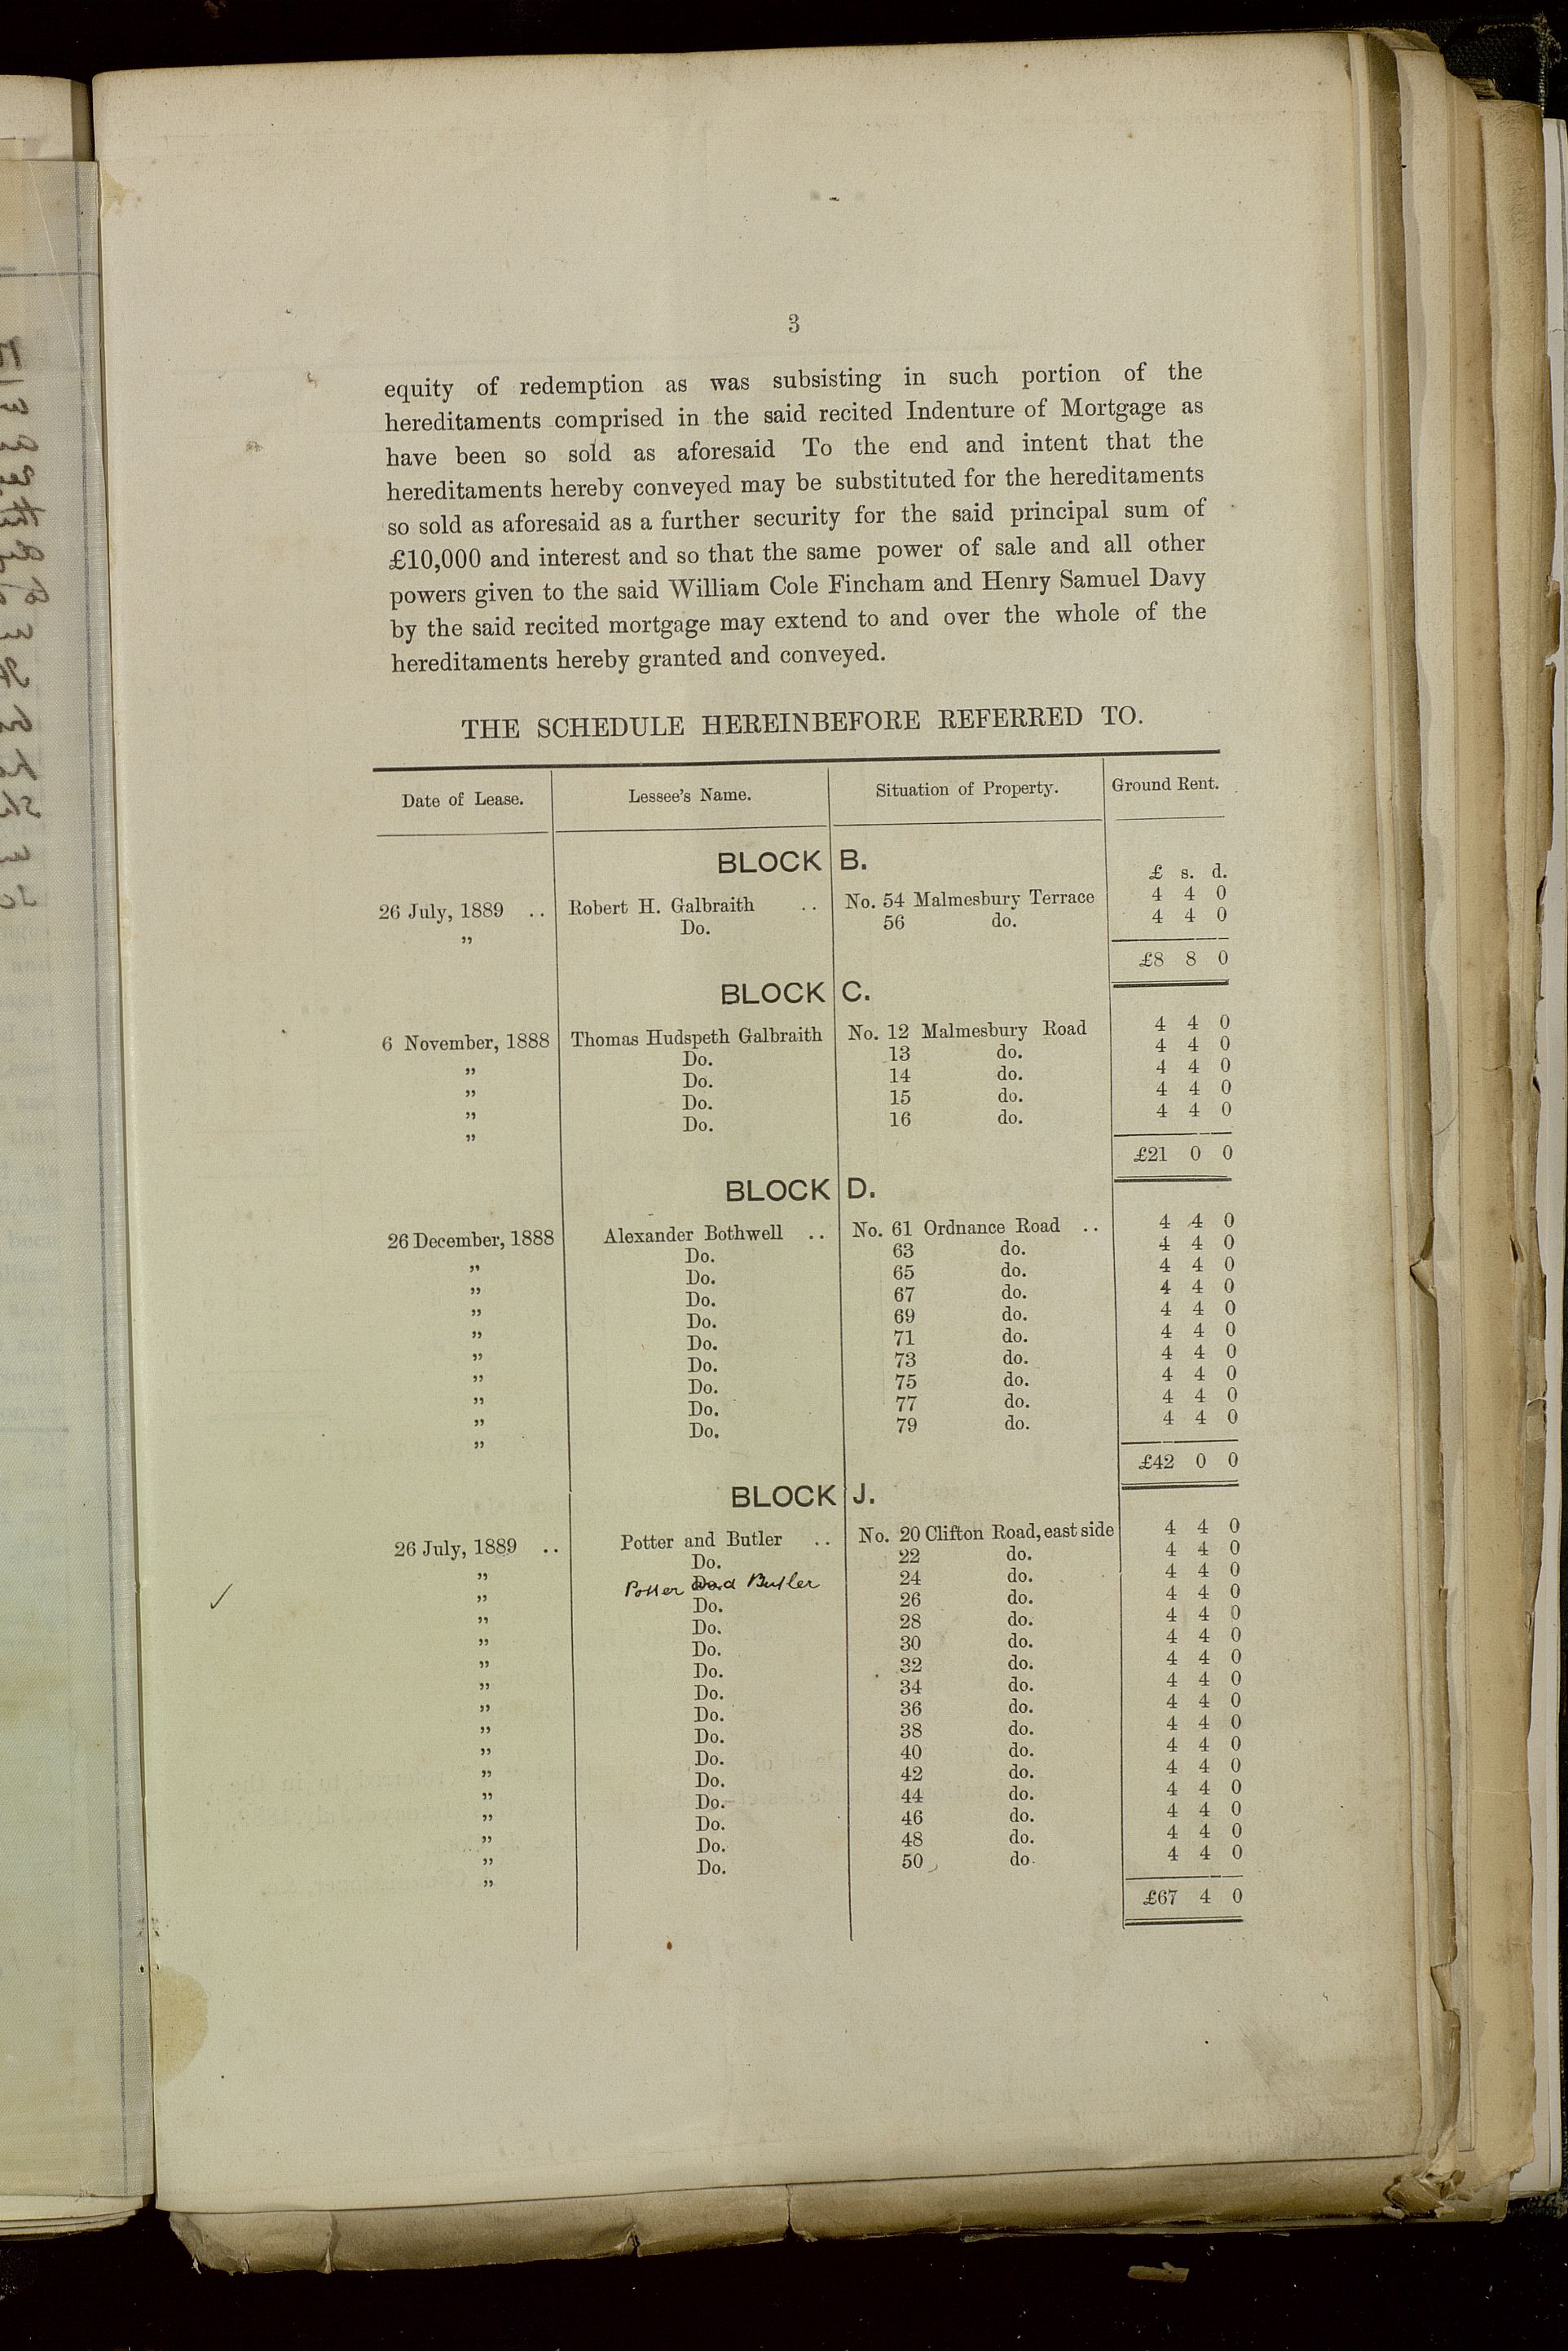 3
equity of redemption as was subsisting in such portion of the
hereditaments comprised in the said recited Indenture of Mortgage as
have been so sold as aforesaid To the end and intent that the
hereditaments hereby conveyed may be substituted for the hereditaments
so sold as aforesaid as a further security for the said principal sum of
£10,000 and interest and so that the same power of sale and all other
powers given to the said William Cole Fincham and Henry Samuel Davy
by the said recited mortgage may extend to and over the whole of the
hereditaments hereby granted and conveyed.
THE SCHEDULE HEREINBEFORE REFERRED TO.
Date of Lease. Lessee's Name. Situation of Property. Ground Rent.
BLOCK B.
£ s. d.
26 July, 1889 .. Robert H. Galbraith .. No. 54 Malmesbury Terrace 4 4 0
„ Do. 56 do. 4 4 0
£8 8 0
BLOCK C.
6 November, 1888 Thomas Hudspeth Galbraith No. 12 Malmesbury Road 4 4 0
„ Do. 13 do. 4 4 0
„ Do. 14 do. 4 4 0
„ Do. 15 do. 4 4 0
„ Do. 16 do. 4 4 0
£21 0 0
BLOCK D.
26 December, 1888 Alexander Bothwell .. No. 61 Ordnance Road .. 4 4 0
„ Do. 63 do. 4 4 0
„ Do. 65 do. 4 4 0
„ Do. 67 do. 4 4 0
„ Do. 69 do. 4 4 0
„ Do. 71 do. 4 4 0
„ Do. 73 do. 4 4 0
„ Do. 75 do. 4 4 0
„ Do. 77 do. 4 4 0
„ Do. 79 do. 4 4 0
£42 0 0
BLOCK J.
26 July, 1889 .. Potter and Butler .. No. 20 Clifton Road, east side 4 4 0
„ Do. 22 do. 4 4 0
„ Potter and Butler 24 do. 4 4 0
„ Do. 26 do. 4 4 0
„ Do. 28 do. 4 4 0
„ Do. 30 do. 4 4 0
„ Do. 32 do. 4 4 0
„ Do. 34 do. 4 4 0
„ Do. 36 do. 4 4 0
„ Do. 38 do. 4 4 0
„ Do. 40 do. 4 4 0
„ Do. 42 do. 4 4 0
„ Do. 44 do. 4 4 0
„ Do. 46 do. 4 4 0
„ Do. 48 do. 4 4 0
„ Do. 50 do. 4 4 0
£67 4 0